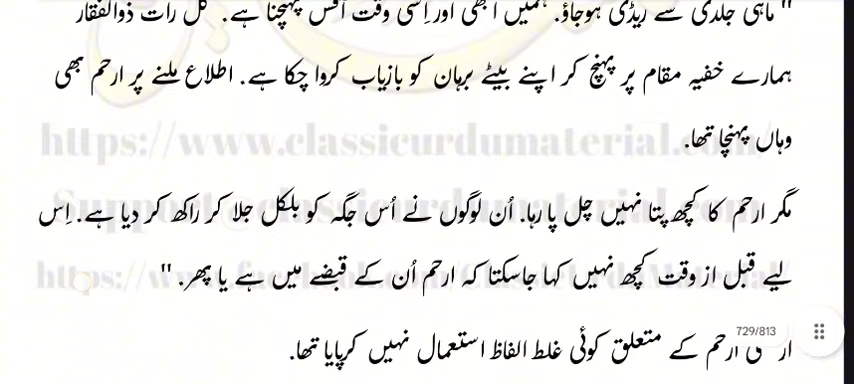 " ماہی جلدی سے ریڈی ہوجاؤ. ہمیں ابھی اور اِسی وقت آفس پہنچنا ہے. کل رات ذوالفقار
ہمارے خفیہ مقام پر پہنچ کر اپنے بیٹے برہان کو بازیاب کروا چکا ہے. اطلاع ملنے پر ارحم بھی
وہاں پہنچا تھا.
https://www.classicurdumaterial.com/
مگر ارحم کا کچھ پتا نہیں چل پا رہا. اُن لوگوں نے اُس جگہ کو بلکل جلا کر راکھ کر دیا ہے. اِس
لیے قبل از وقت کچھ نہیں کہا جاسکتا کہ ارحم اُن کے قبضے میں ہے یا پھر. "
729/813
ارحم کے متعلق کوئی غلط الفاظ استعمال نہیں کرپایا تھا.